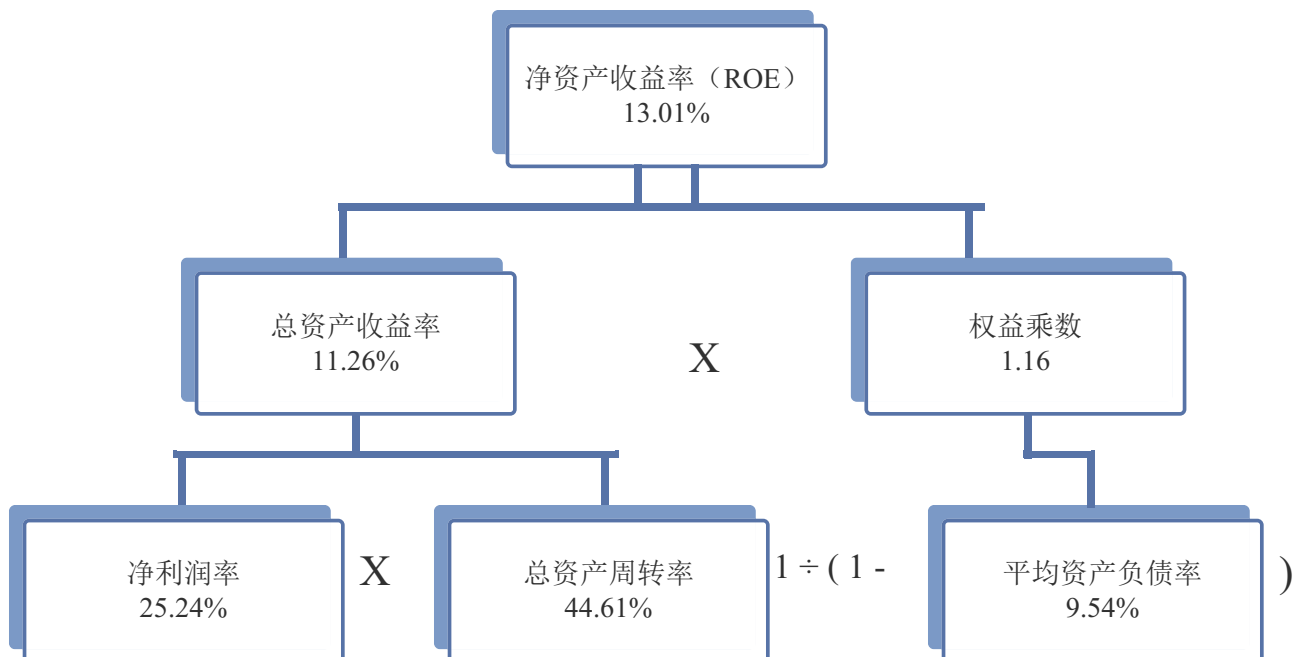 净资产收益率（ROE）
13.01%
总资产收益率
11.26%
X
权益乘数
1.16
净利润率
25.24%
X
总资产周转率
44.61%
1 ÷ ( 1 -
平均资产负债率
9.54%
)